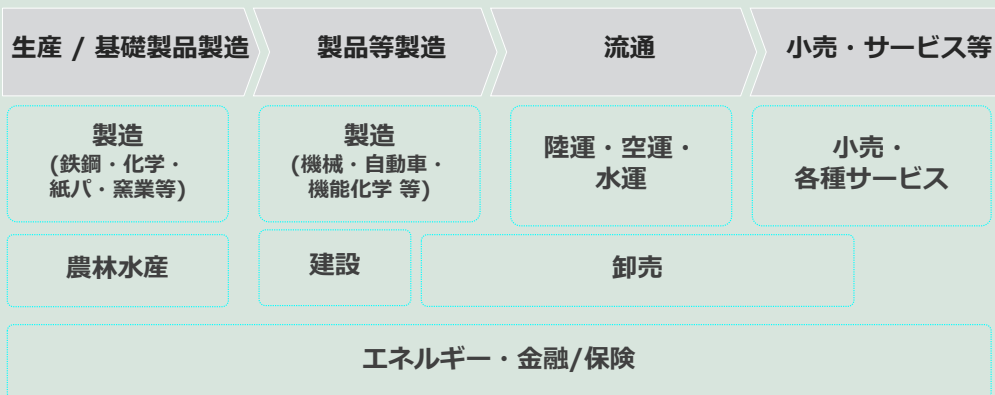 生産 / 基礎製品製造
製品等製造
流通
小売・サービス等
製造
(鉄鋼・化学・
紙パ・窯業等)
製造
(機械・自動車・
機能化学 等)
陸運・空運・
水運
小売・
各種サービス
農林水産
建設
卸売
エネルギー・金融/保険